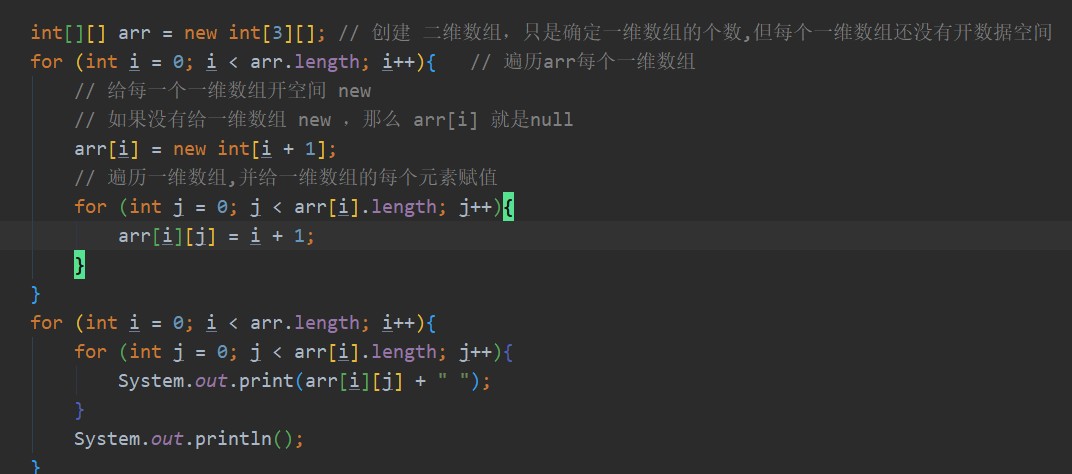 int[][] arr = new int[3][]; // 创建 二维数组，只是确定一维数组的个数,但每个一维数组还没有开数据空间
for (int i = 0; i < arr.length; i++){   // 遍历arr每个一维数组
    // 给每一个一维数组开空间 new
    // 如果没有给一维数组 new ，那么 arr[i] 就是null
    arr[i] = new int[i + 1];
    // 遍历一维数组,并给一维数组的每个元素赋值
    for (int j = 0; j < arr[i].length; j++){
        arr[i][j] = i + 1;
    }
}
for (int i = 0; i < arr.length; i++){
    for (int j = 0; j < arr[i].length; j++){
        System.out.print(arr[i][j] + " ");
    }
    System.out.println();
}